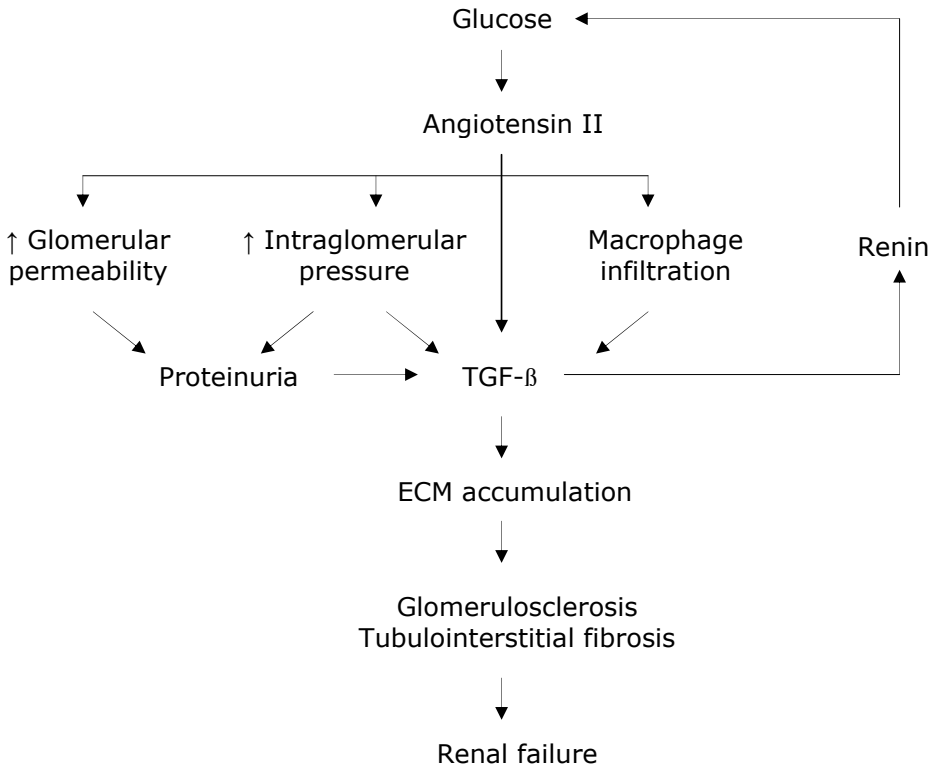 Glucose
Angiotensin II
↑ Glomerular
permeability
↑ Intraglomerular
pressure
Macrophage
infiltration
Renin
Proteinuria
TGF-ß
ECM accumulation
Glomerulosclerosis
Tubulointerstitial fibrosis
Renal failure